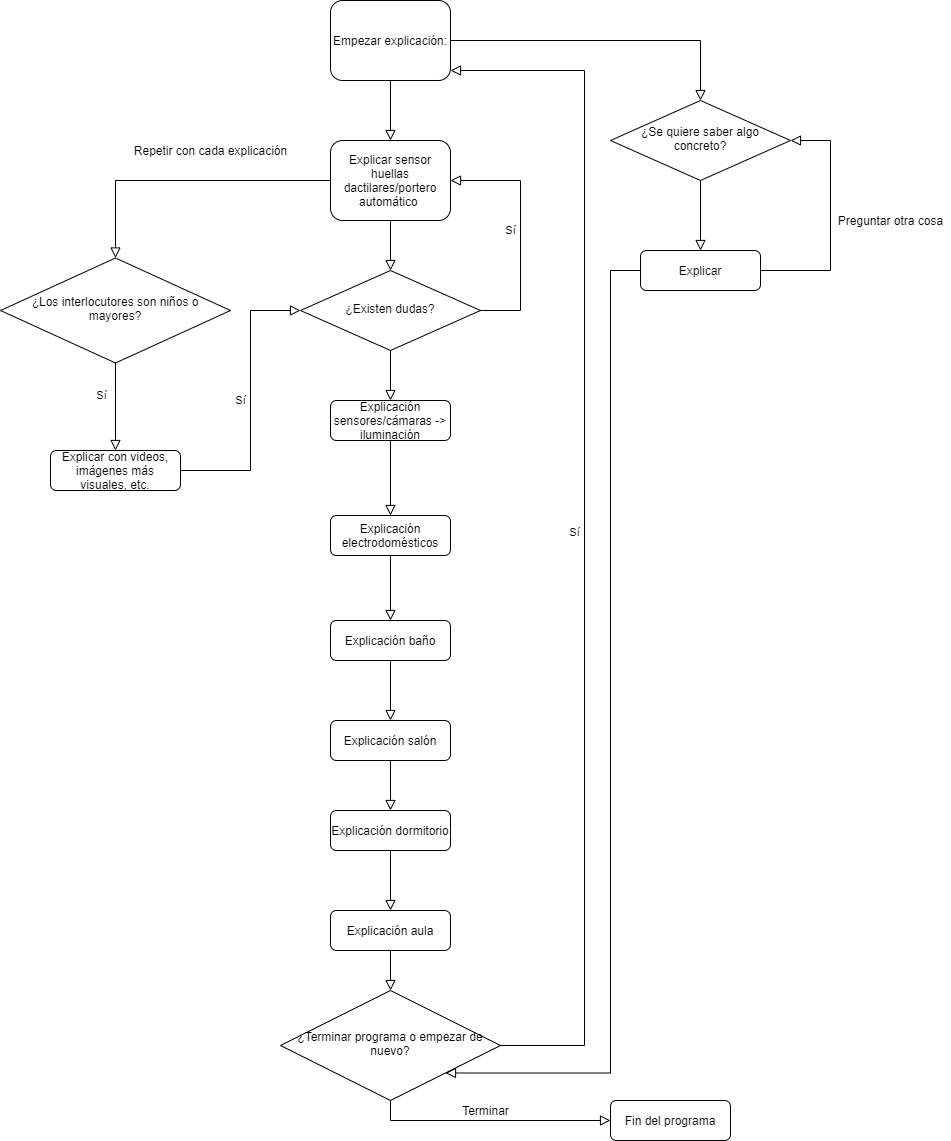 Empezar explicación:
¿Se quiere saber algo
concreto?
Repetir con cada explicación
Explicar sensor
huellas
dactilares/portero
automático
Preguntar otra cosa
Sí
Explicar
¿Los interlocutores son niños o
mayores?
¿Existen dudas?
Sí
Sí
Explicación
sensores/cámaras ->
iluminación
Explicar con videos,
imágenes más
visuales, etc.
Explicación
electrodomésticos
Sí
Explicación baño
Explicación salón
Explicación dormitorio
Explicación aula
¿Terminar programa o empezar de
nuevo?
Terminar
Fin del programa